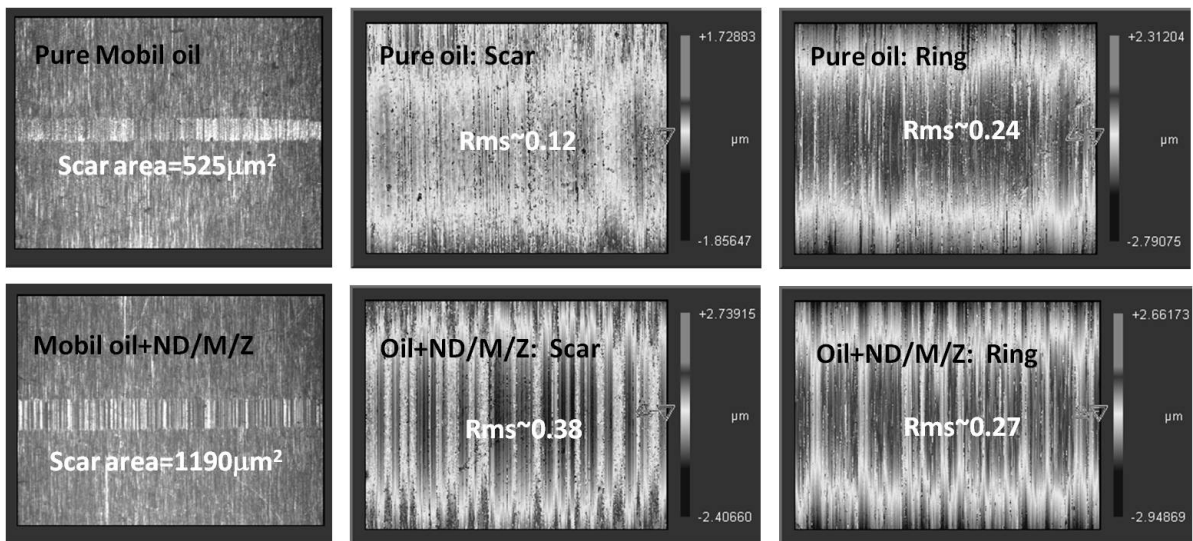 Pure Mobil oil
Scar area=525μm²
Pure oil: Scar
Rms~0.12
+1.72883
μm
-1.85647
Pure oil: Ring
Rms~0.24
+2.31204
μm
-2.79075
Mobil oil+ND/M/Z
Scar area=1190μm²
Oil+ND/M/Z: Scar
Rms~0.38
+2.73915
μm
-2.40660
Oil+ND/M/Z: Ring
Rms~0.27
+2.66173
μm
-2.94869